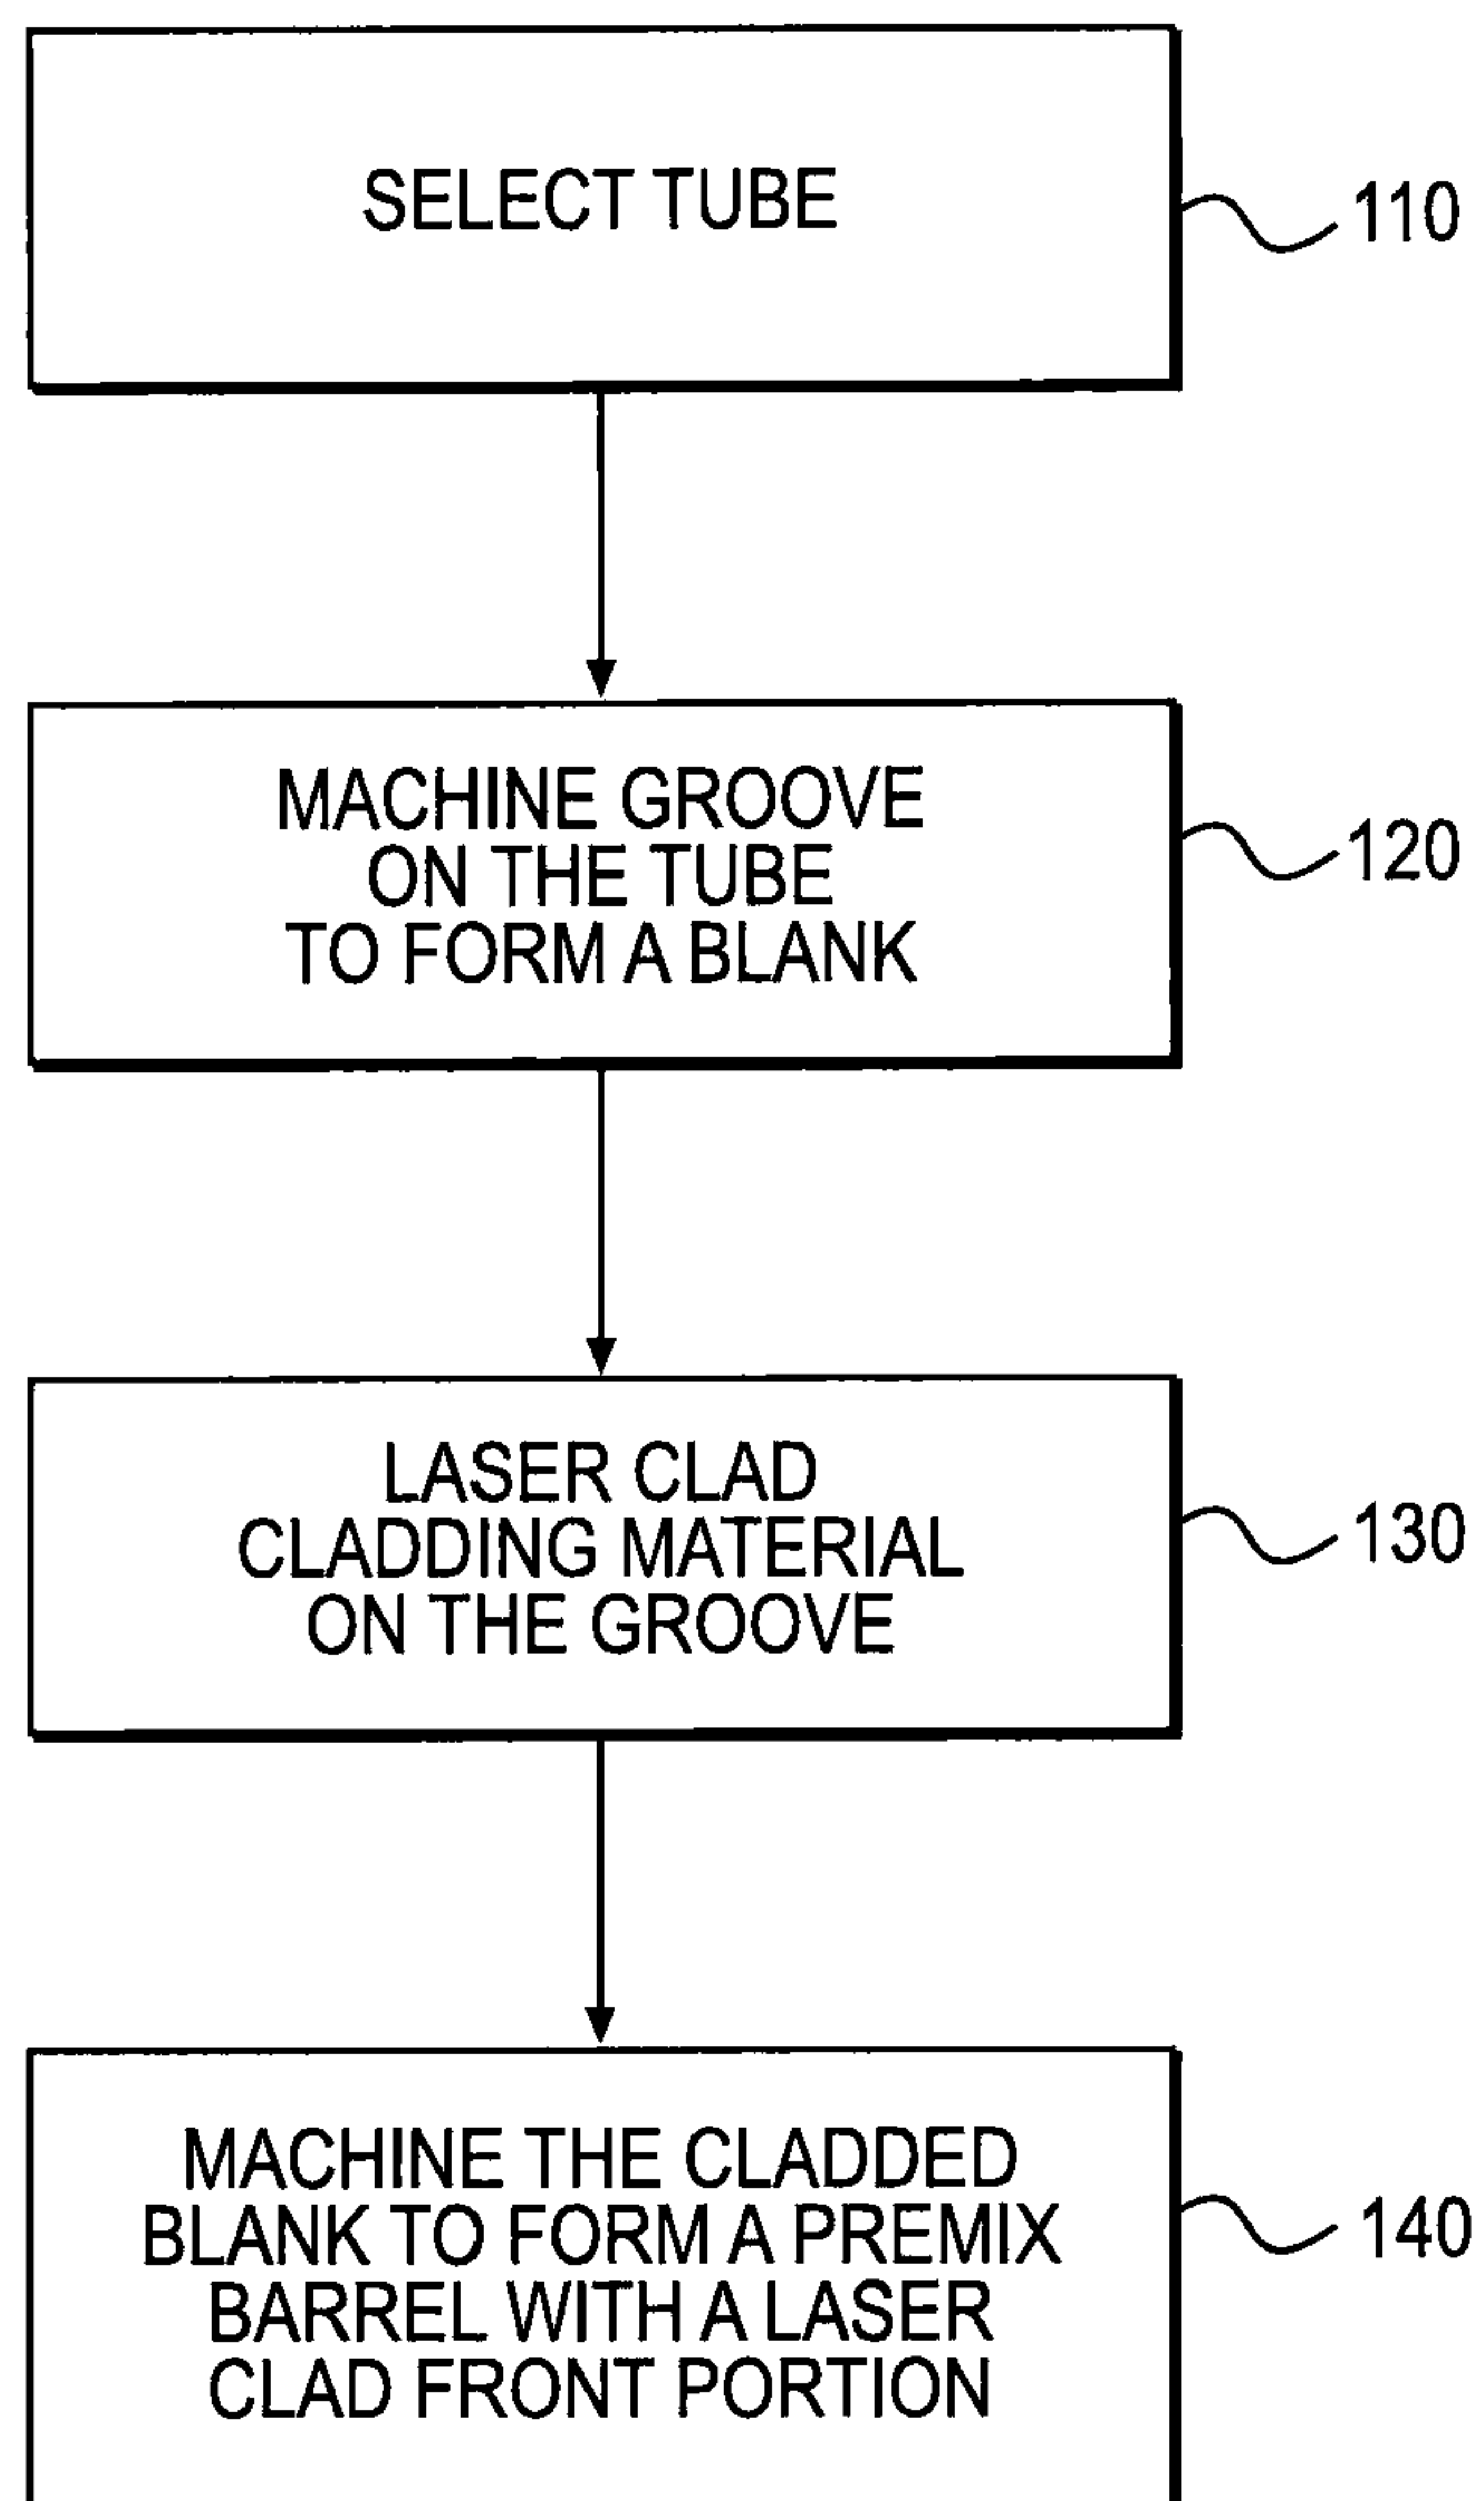 SELECT TUBE
110
MACHINE GROOVE
ON THE TUBE
TO FORM A BLANK
120
LASER CLAD
CLADDING MATERIAL
ON THE GROOVE
130
MACHINE THE CLADDED
BLANK TO FORM A PREMIX
BARREL WITH A LASER
CLAD FRONT PORTION
140